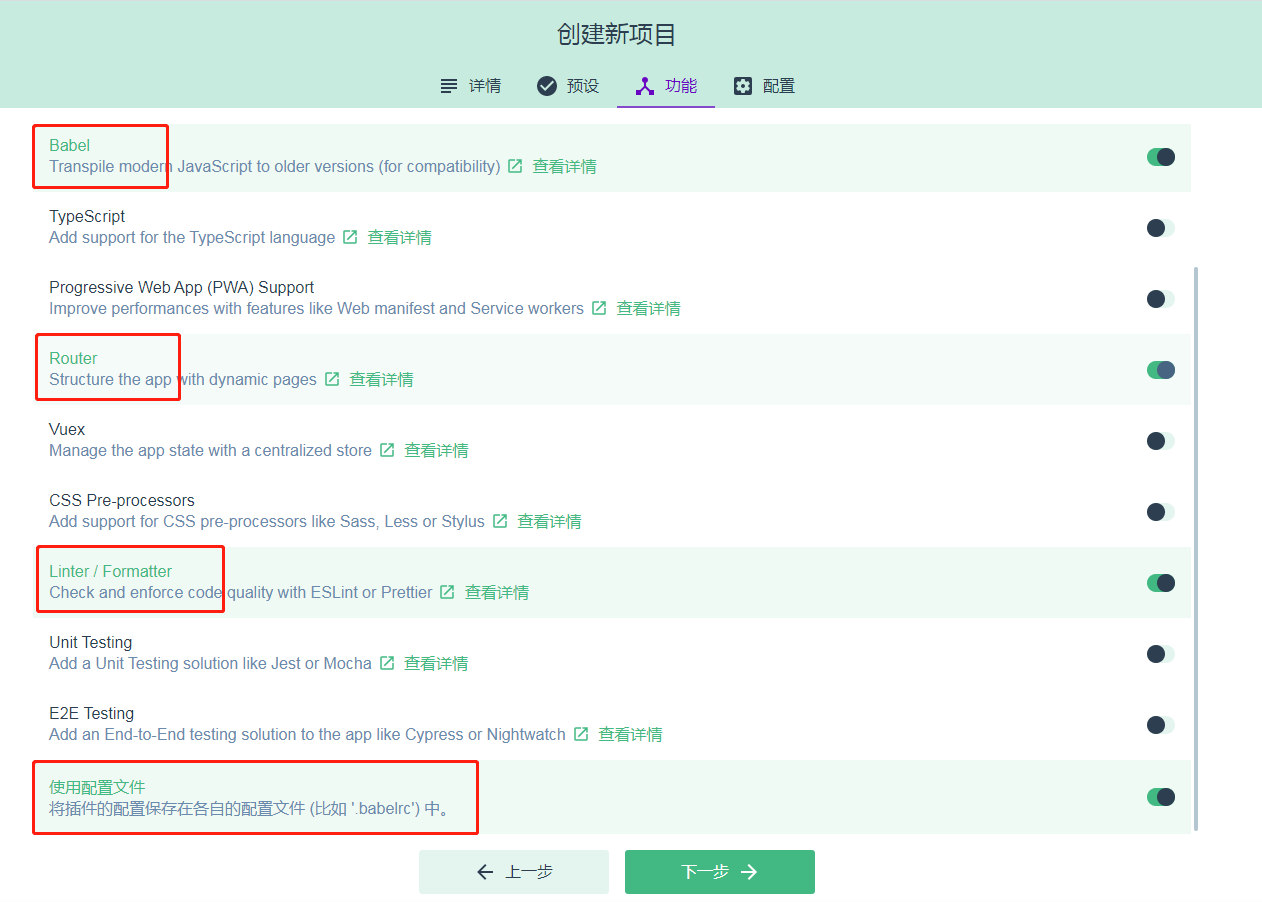 创建新项目
详情 预设 功能 配置
Babel
Transpile modern JavaScript to older versions (for compatibility) 查看详情
TypeScript
Add support for the TypeScript language 查看详情
Progressive Web App (PWA) Support
Improve performances with features like Web manifest and Service workers 查看详情
Router
Structure the app with dynamic pages 查看详情
Vuex
Manage the app state with a centralized store 查看详情
CSS Pre-processors
Add support for CSS pre-processors like Sass, Less or Stylus 查看详情
Linter / Formatter
Check and enforce code quality with ESLint or Prettier 查看详情
Unit Testing
Add a Unit Testing solution like Jest or Mocha 查看详情
E2E Testing
Add an End-to-End testing solution to the app like Cypress or Nightwatch 查看详情
使用配置文件
将插件的配置保存在各自的配置文件 (比如 '.babelrc') 中。
上一步 下一步